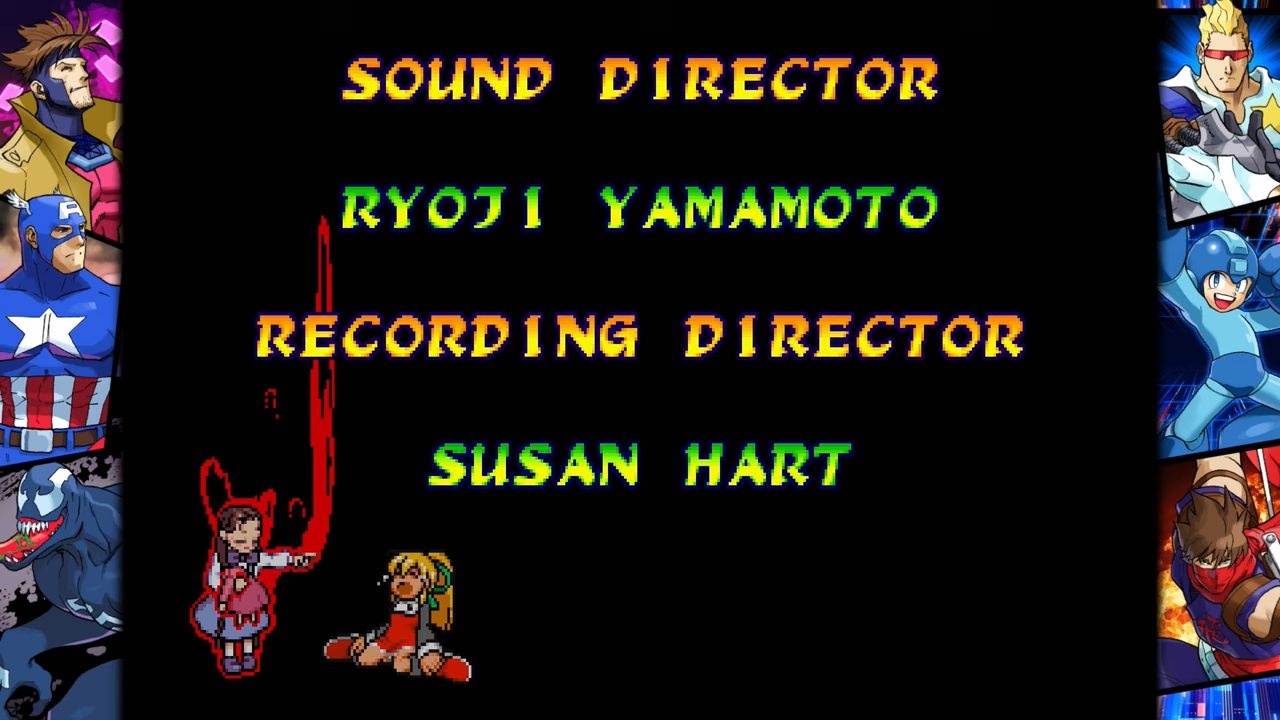 SOUND DIRECTOR
RYOJI YAMAMOTO
RECORDING DIRECTOR
SUSAN HART